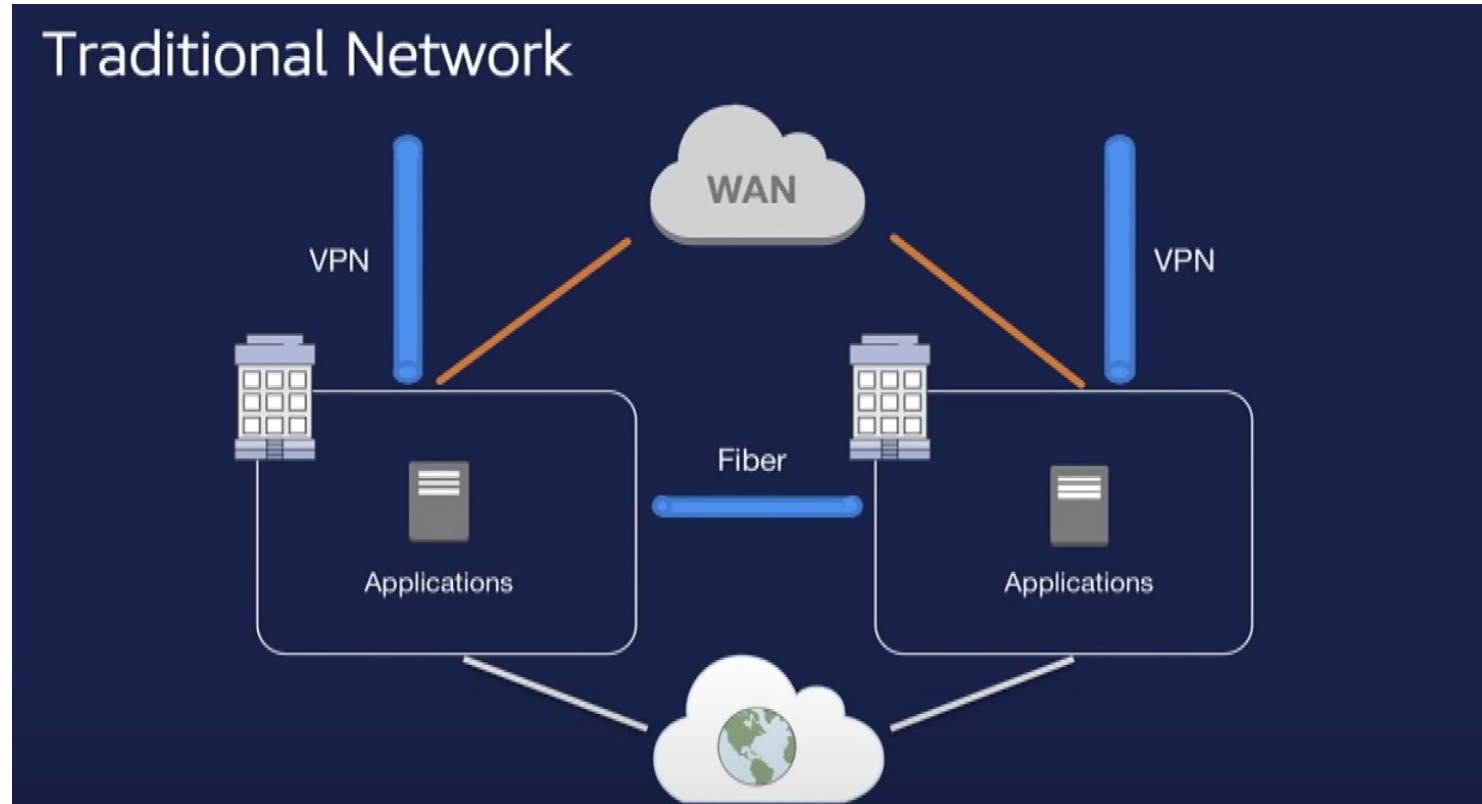 Traditional Network
WAN
VPN
VPN
Fiber
Applications
Applications